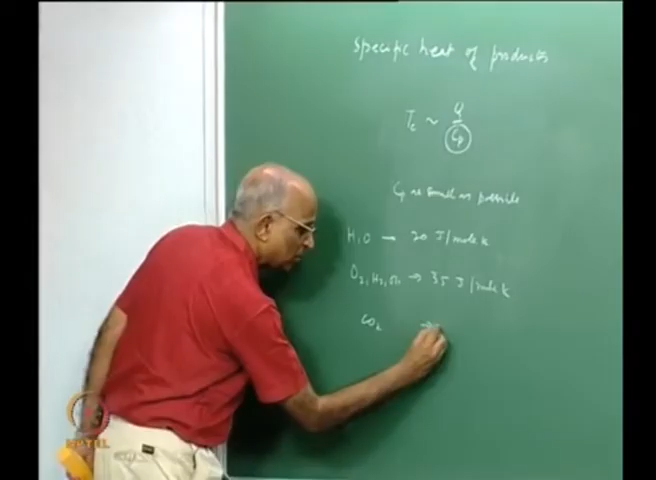 Specific heat of products
Tc ~ Q
Cp
Cp as small as possible
H2O → 20 J/mole K
O2, H2, OH → 35 J/mole K
CO2 →
NPTEL